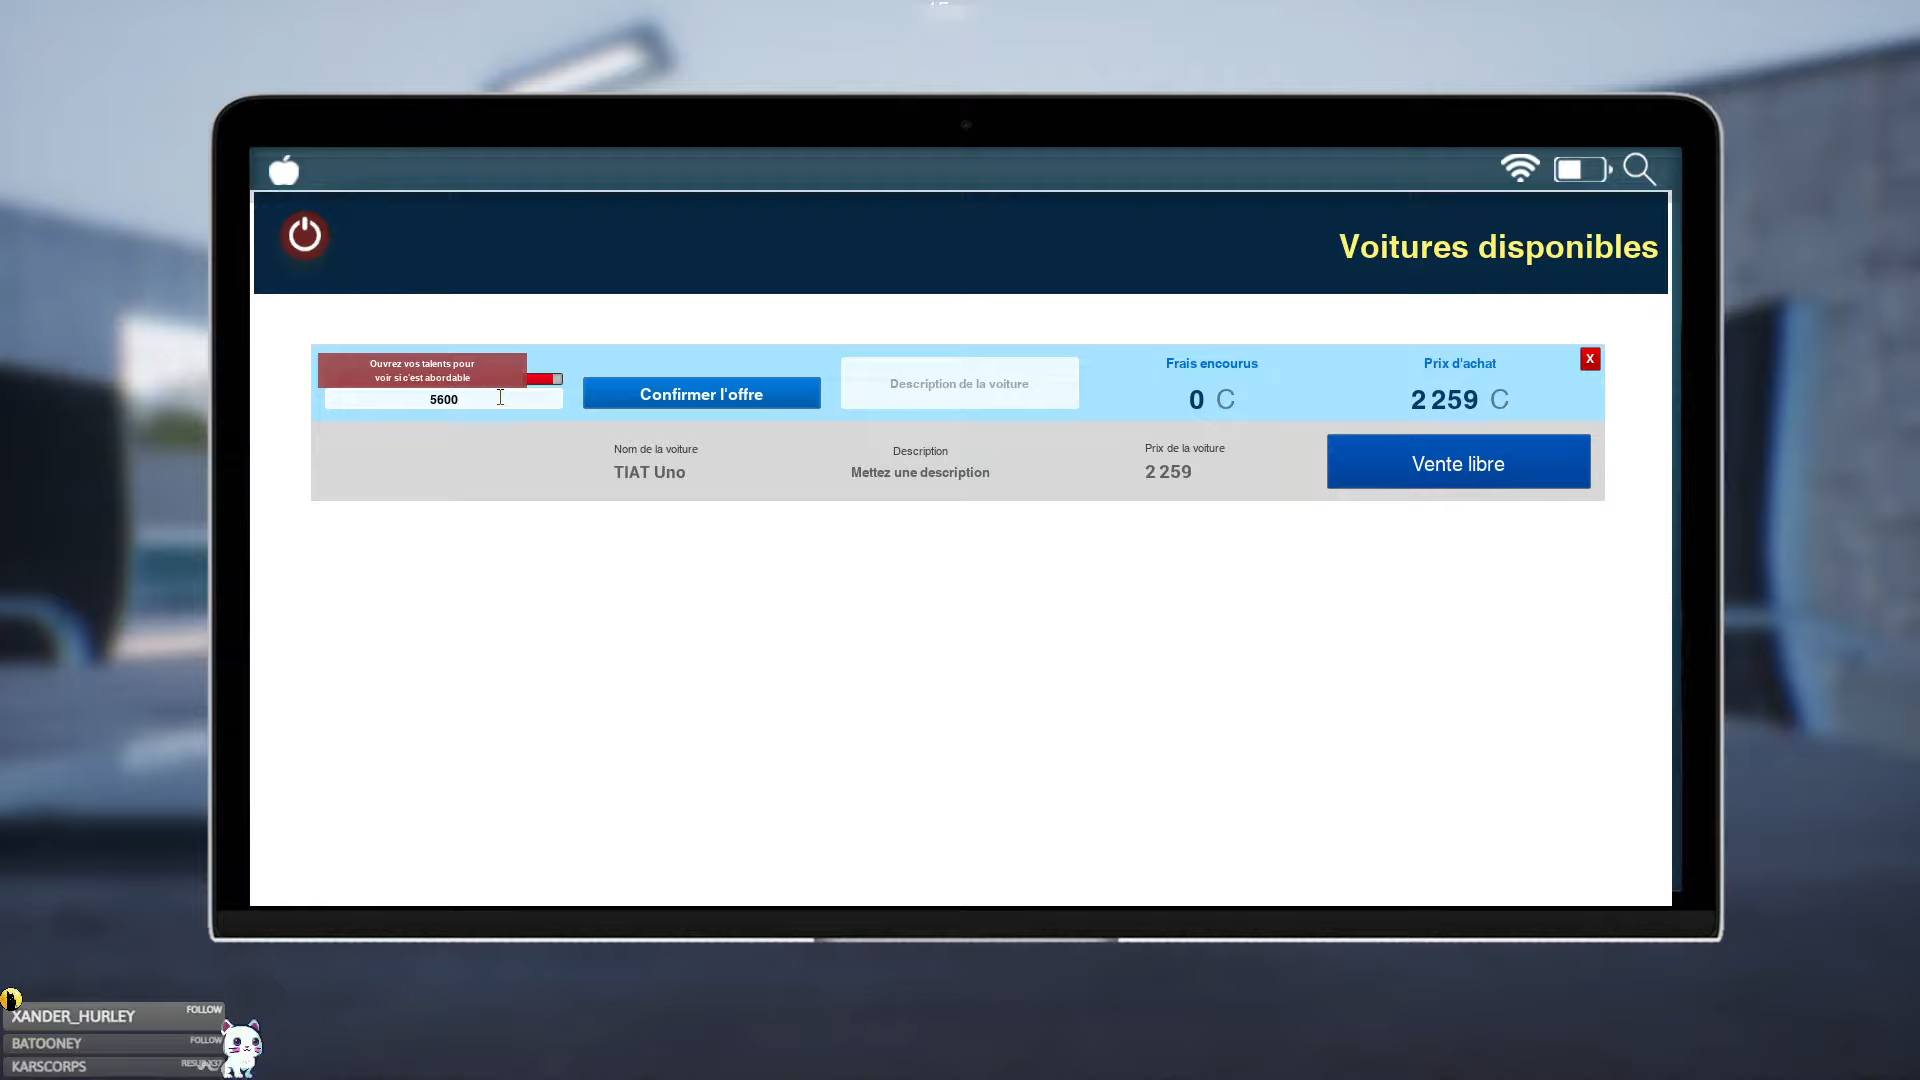 Voitures disponibles
Ouvrez vos talents pour
voir si c'est abordable
5600
Confirmer l'offre
Description de la voiture
Frais encourus
0 C
Prix d'achat
2 259 C
X
Nom de la voiture
TIAT Uno
Description
Mettez une description
Prix de la voiture
2 259
Vente libre
XANDER_HURLEY FOLLOW
BATOONEY FOLLOW
KARSCORPS